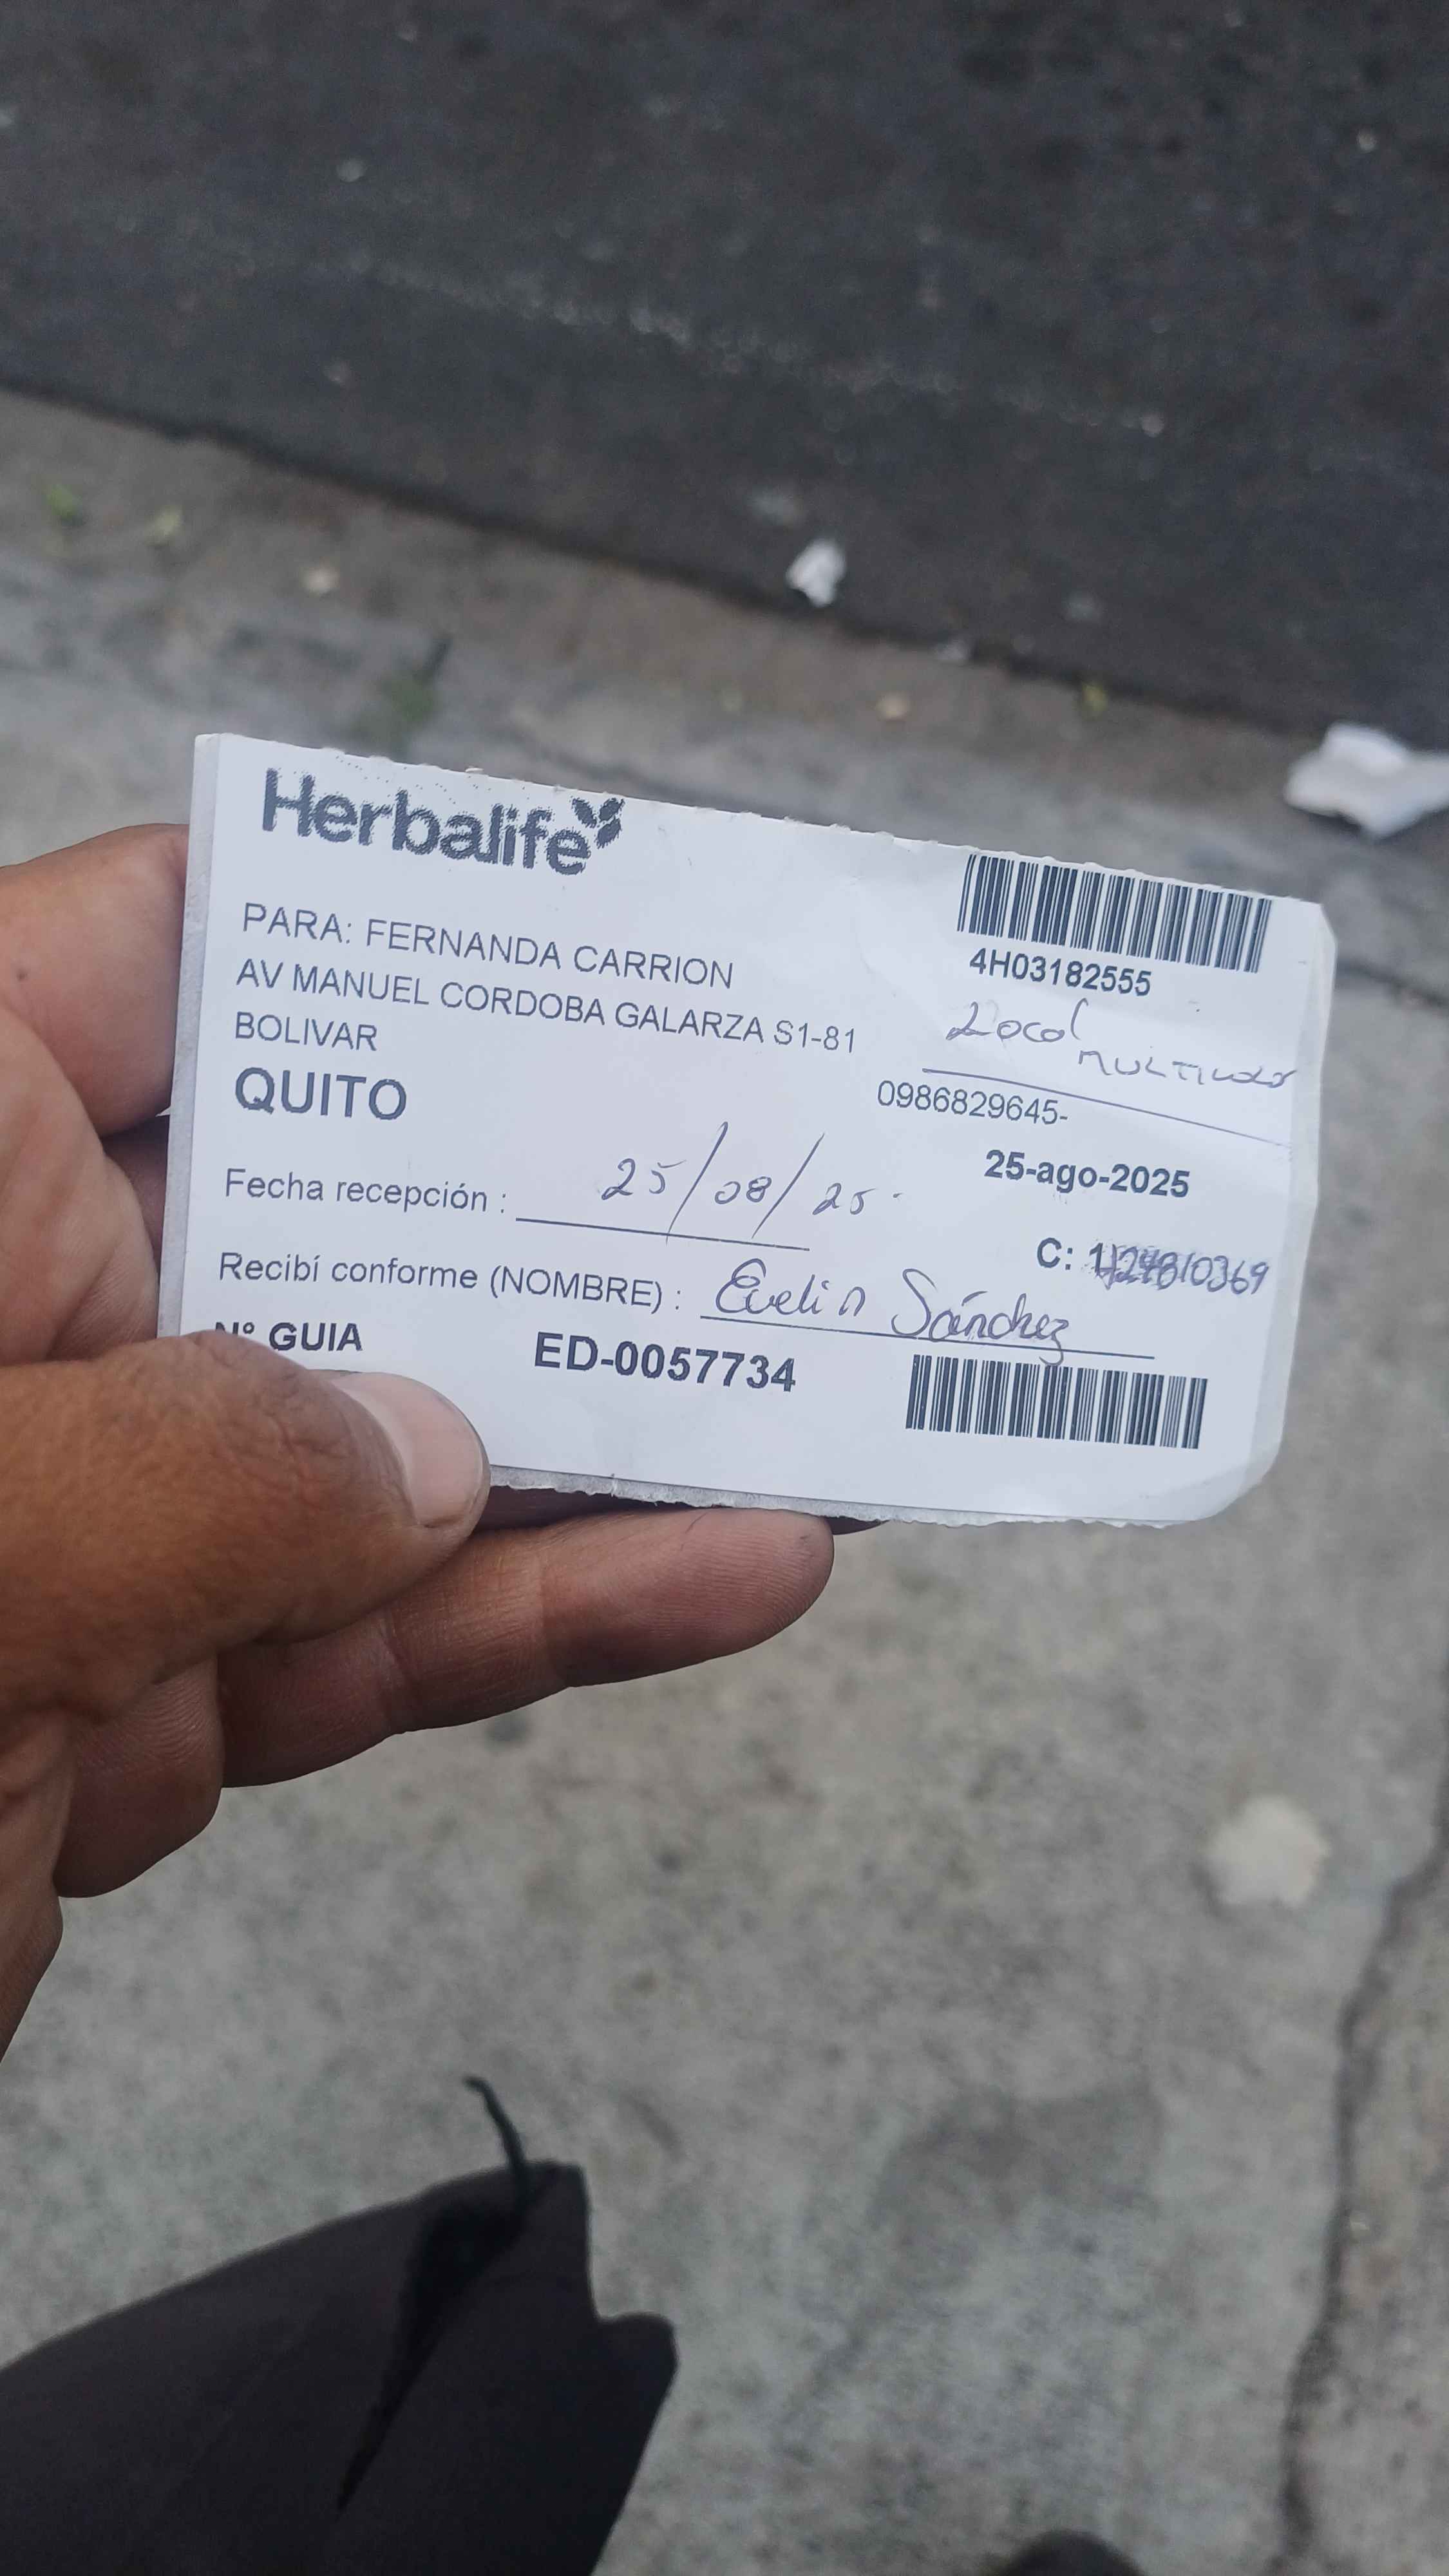 Herbalife
4H03182555
PARA: FERNANDA CARRION
AV MANUEL CORDOBA GALARZA S1-81
BOLIVAR
QUITO
Local
0986829645-
25-ago-2025
Fecha recepción : 25/08/25
C:
Recibí conforme (NOMBRE) : Evelin Sánchez
Nº GUIA ED-0057734